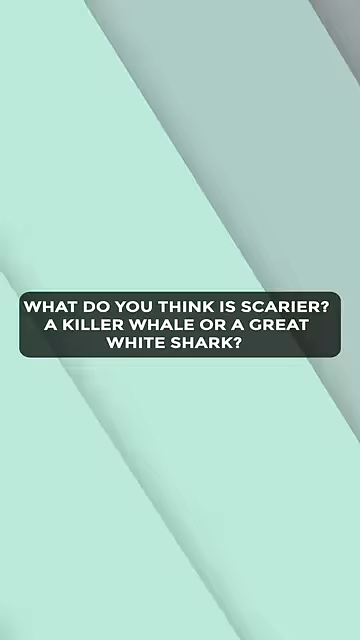 WHAT DO YOU THINK IS SCARIER?
A KILLER WHALE OR A GREAT
WHITE SHARK?